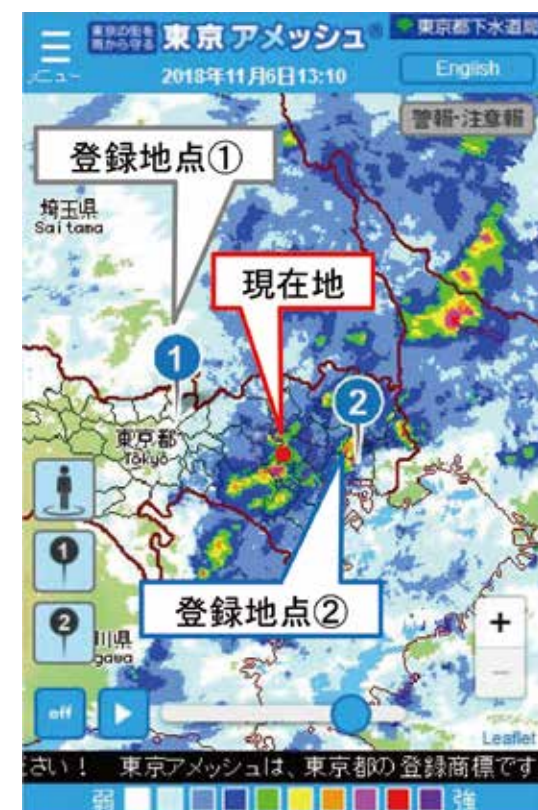 東京の街を
雨から守る
東京アメッシュ®
東京都下水道局
メニュー
2018年11月6日13:10
English
警報・注意報
登録地点①
埼玉県
Saitama
現在地
1
2
東京都
Tōkyō
1
2
登録地点②
川県
gawa
+
−
off
Leaflet
さい！ 東京アメッシュは、東京都の登録商標です
弱
強